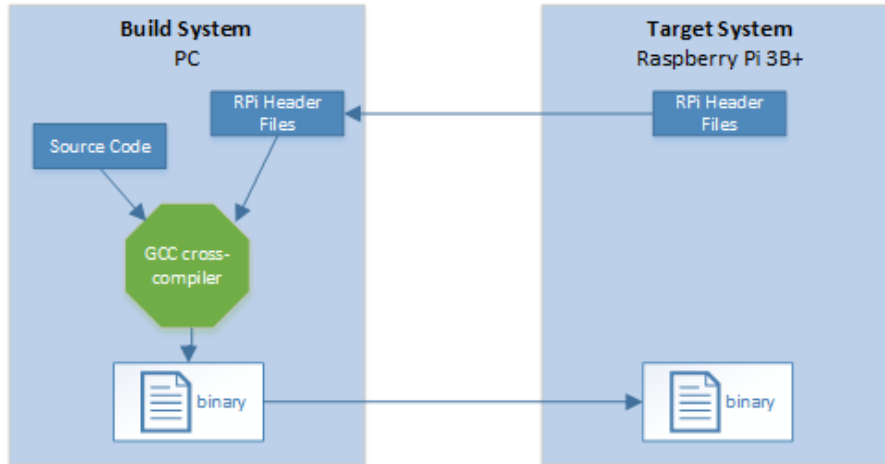 Build System
PC
RPi Header
Files
Source Code
GCC cross-
compiler
binary
Target System
Raspberry Pi 3B+
RPi Header
Files
binary